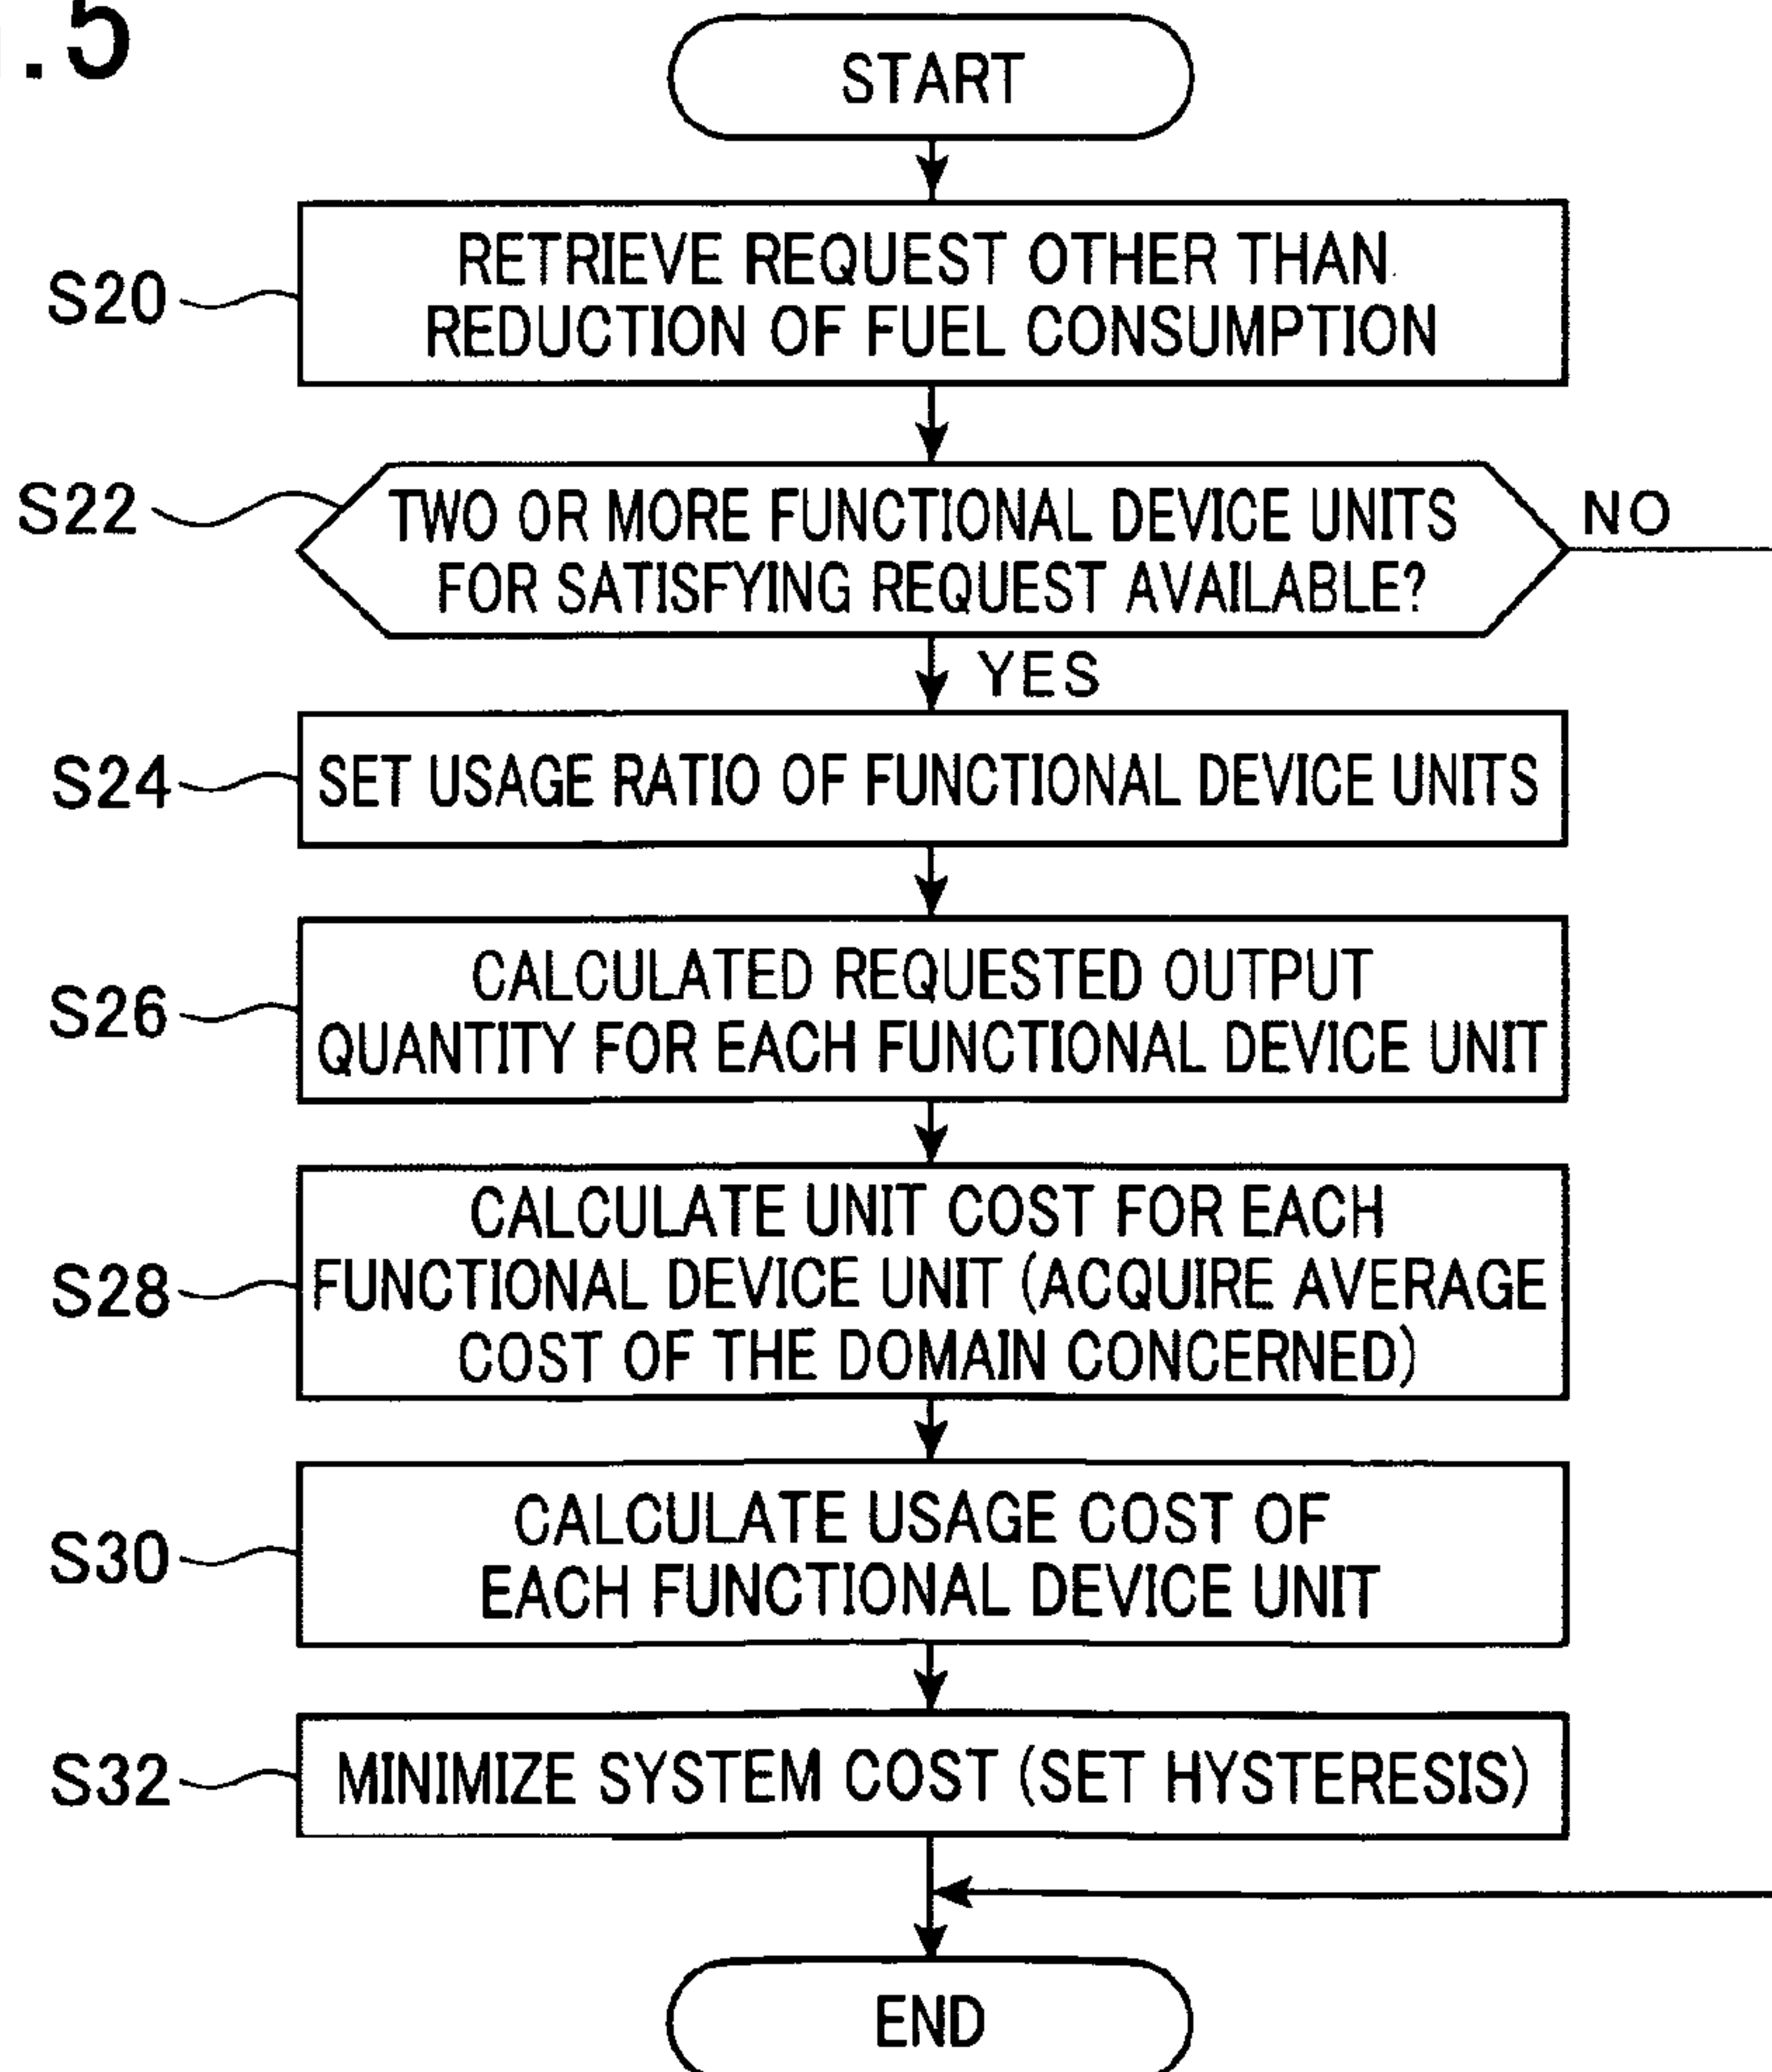 .5
START
S20
RETRIEVE REQUEST OTHER THAN
REDUCTION OF FUEL CONSUMPTION
S22
TWO OR MORE FUNCTIONAL DEVICE UNITS
FOR SATISFYING REQUEST AVAILABLE?
NO
YES
S24
SET USAGE RATIO OF FUNCTIONAL DEVICE UNITS
S26
CALCULATED REQUESTED OUTPUT
QUANTITY FOR EACH FUNCTIONAL DEVICE UNIT
S28
CALCULATE UNIT COST FOR EACH
FUNCTIONAL DEVICE UNIT (ACQUIRE AVERAGE
COST OF THE DOMAIN CONCERNED)
S30
CALCULATE USAGE COST OF
EACH FUNCTIONAL DEVICE UNIT
S32
MINIMIZE SYSTEM COST (SET HYSTERESIS)
END